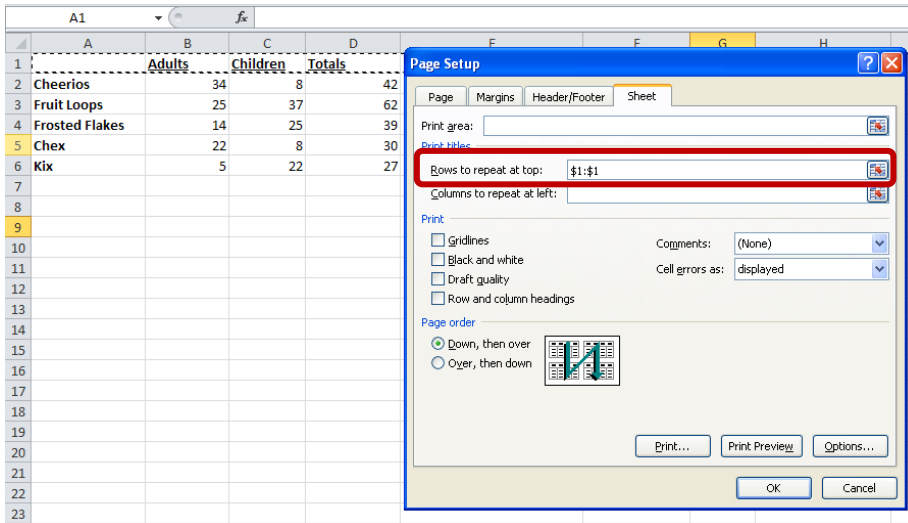 A1 fx
A B C D E F G H
1 Adults Children Totals
2 Cheerios 34 8 42
3 Fruit Loops 25 37 62
4 Frosted Flakes 14 25 39
5 Chex 22 8 30
6 Kix 5 22 27
7
8
9
10
11
12
13
14
15
16
17
18
19
20
21
22
23
Page Setup
Page Margins Header/Footer Sheet
Print area:
Print titles
Rows to repeat at top: $1:$1
Columns to repeat at left:
Print
Gridlines Comments: (None)
Black and white
Cell errors as: displayed
Draft quality
Row and column headings
Page order
Down, then over
Over, then down
Print... Print Preview Options...
OK Cancel